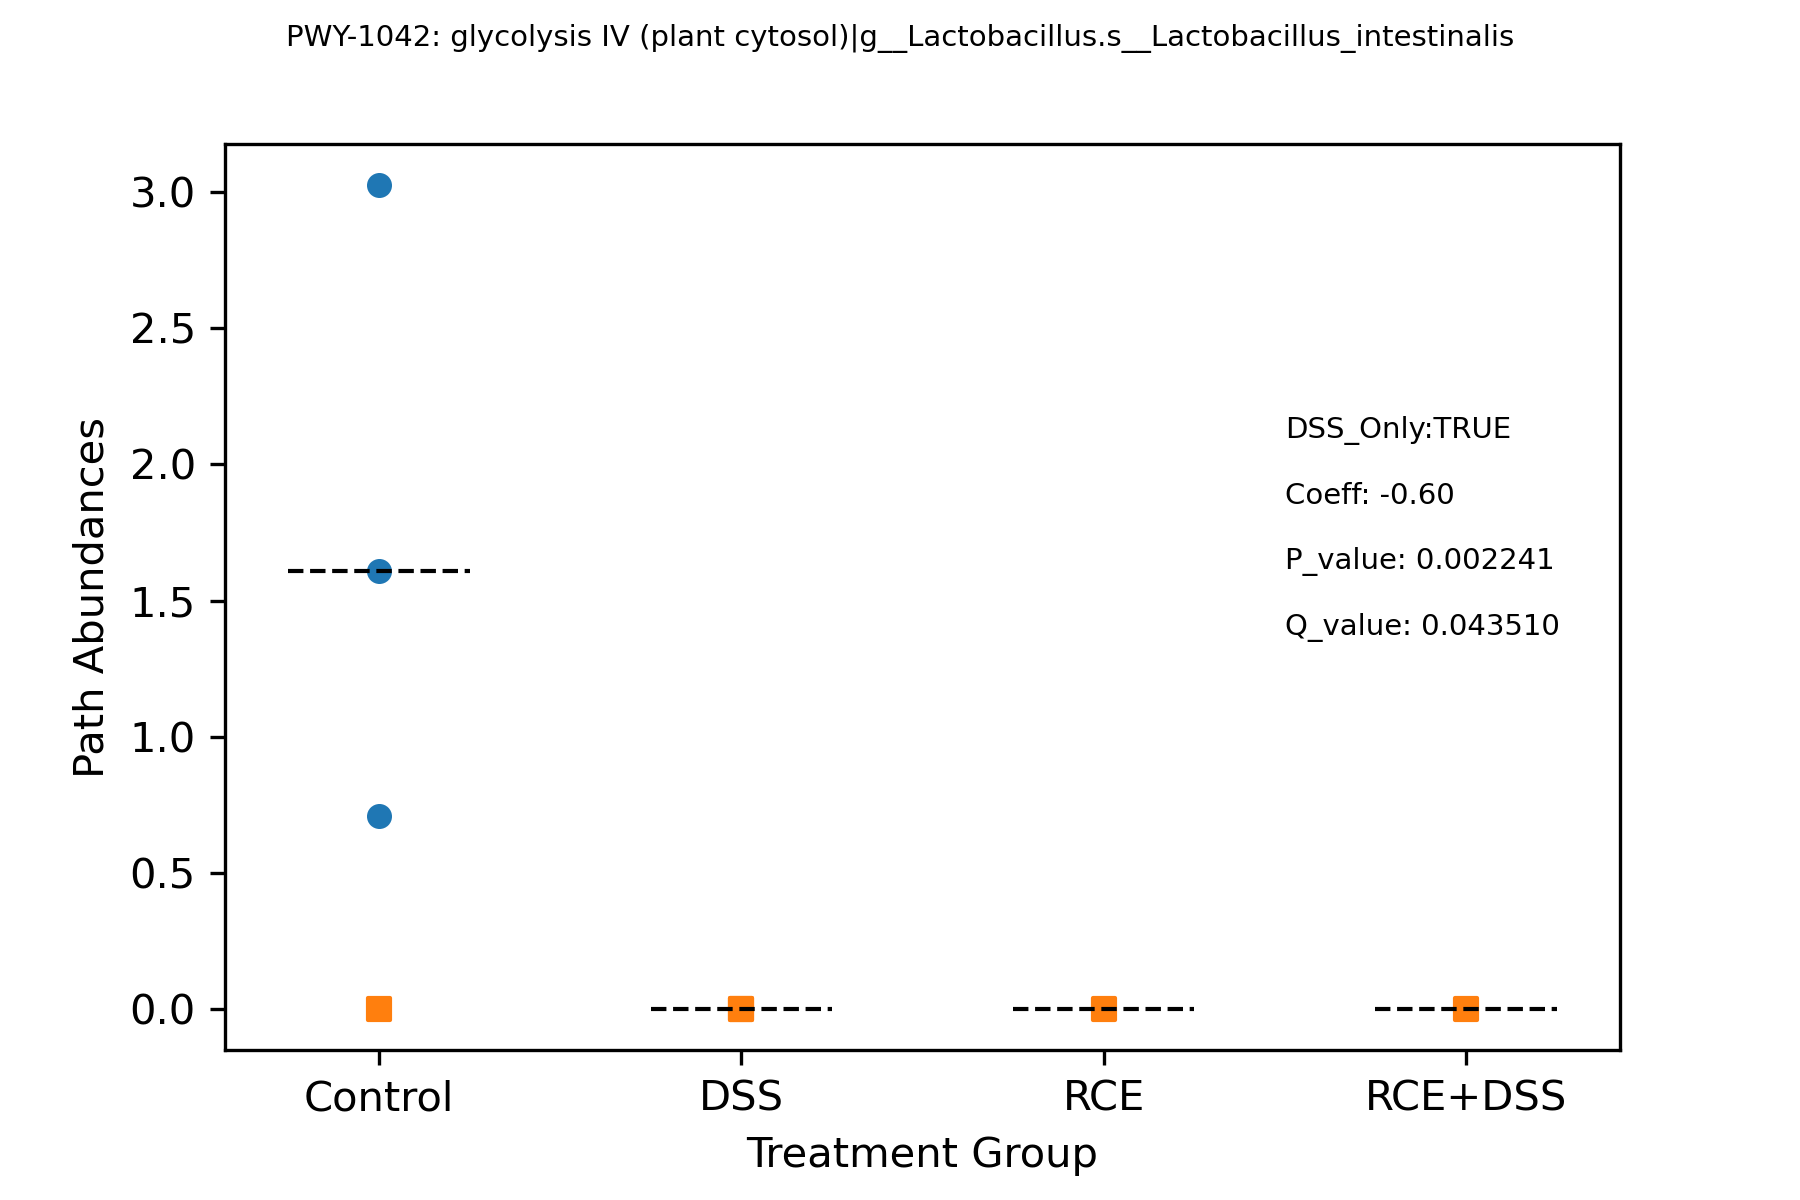 PWY-1042: glycolysis IV (plant cytosol)|g__Lactobacillus.s__Lactobacillus_intestinalis
3.0
2.5
2.0
1.5
1.0
0.5
0.0
Path Abundances
DSS_Only:TRUE
Coeff: -0.60
P_value: 0.002241
Q_value: 0.043510
Control
DSS
RCE
RCE+DSS
Treatment Group